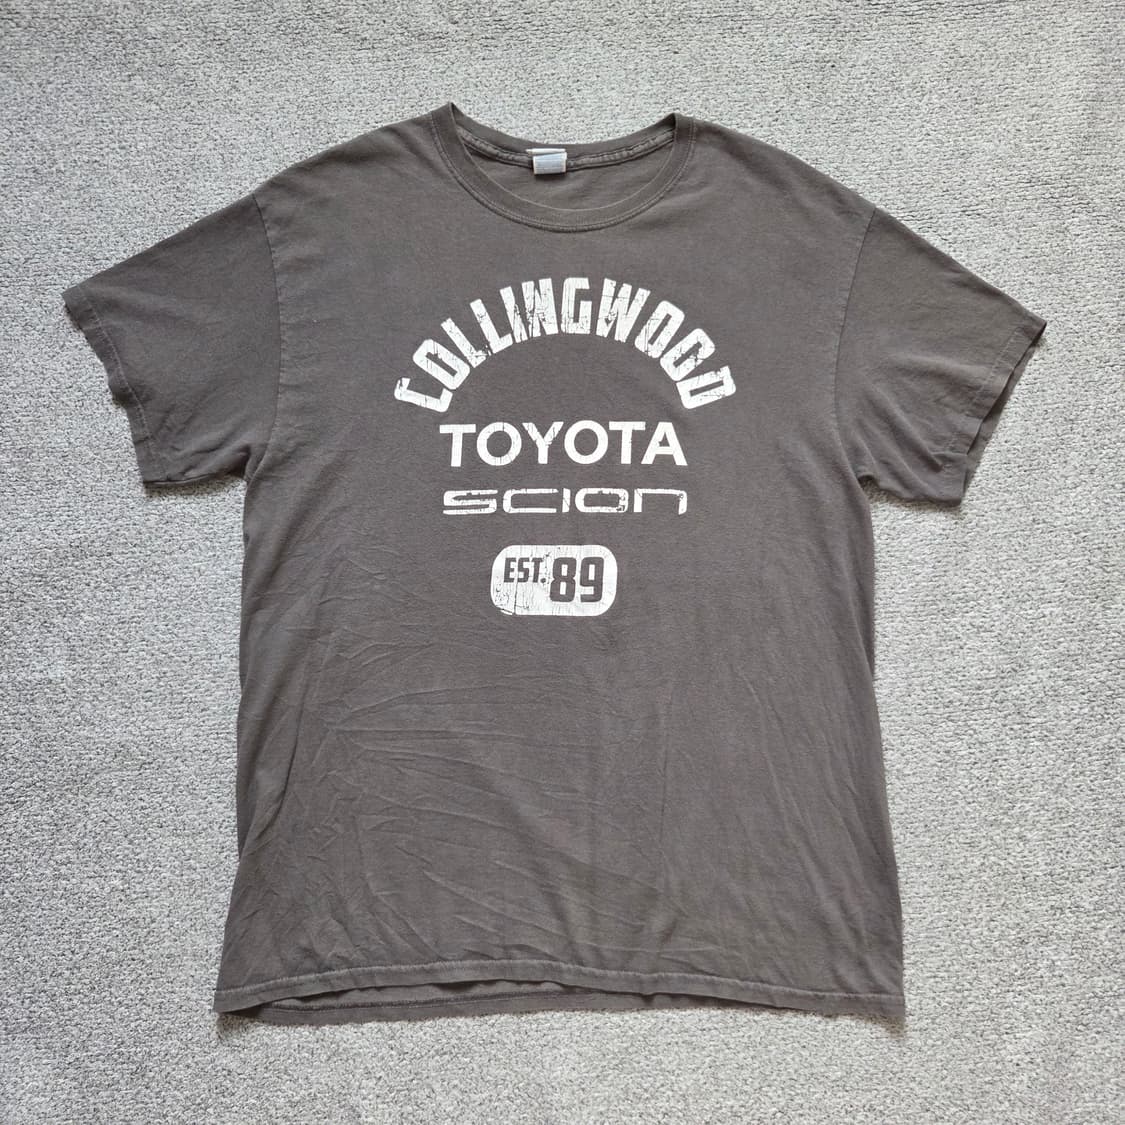 COLLINGWOOD
TOYOTA
SCION
EST. 89